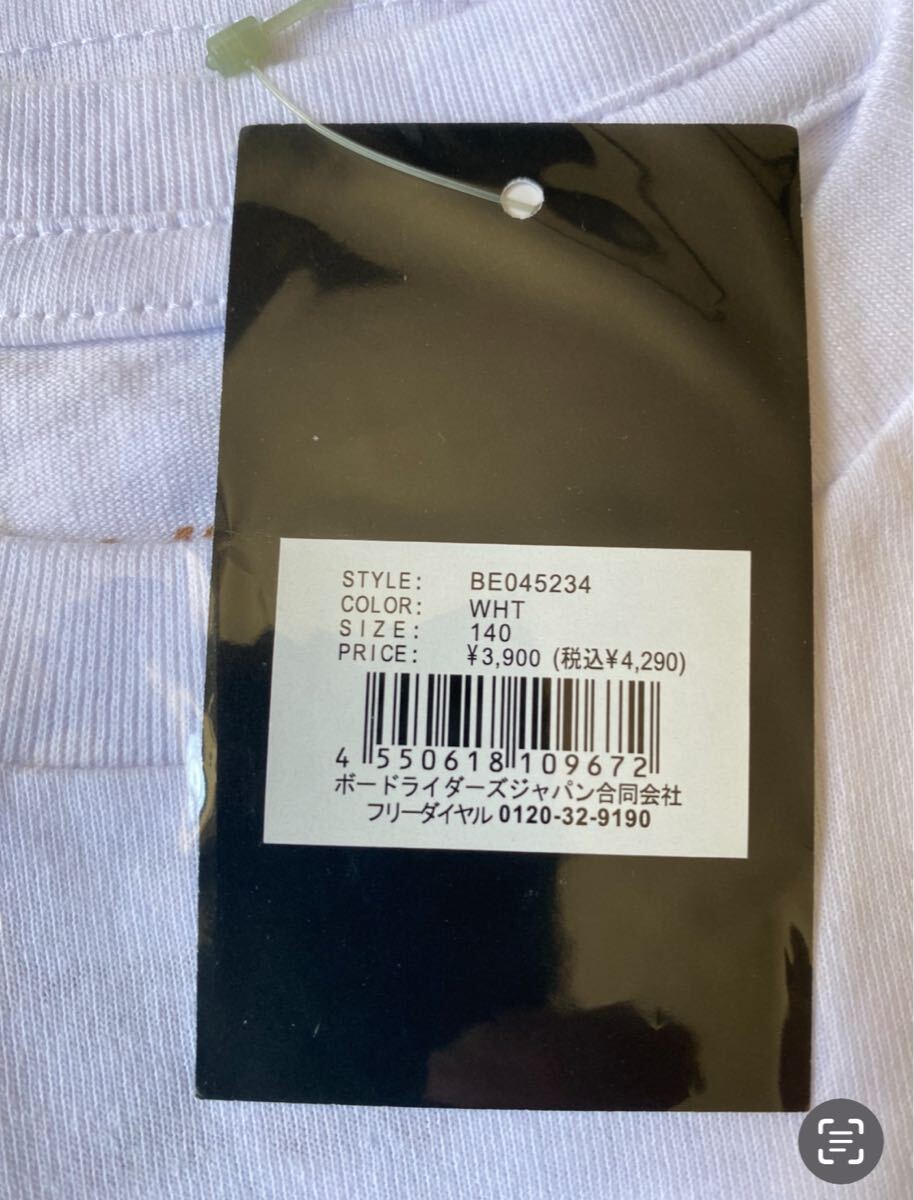 STYLE: BE045234
COLOR: WHT
SIZE: 140
PRICE: ¥3,900 (税込¥4,290)
4 550618 109672
ボードライダーズジャパン合同会社
フリーダイヤル 0120-32-9190